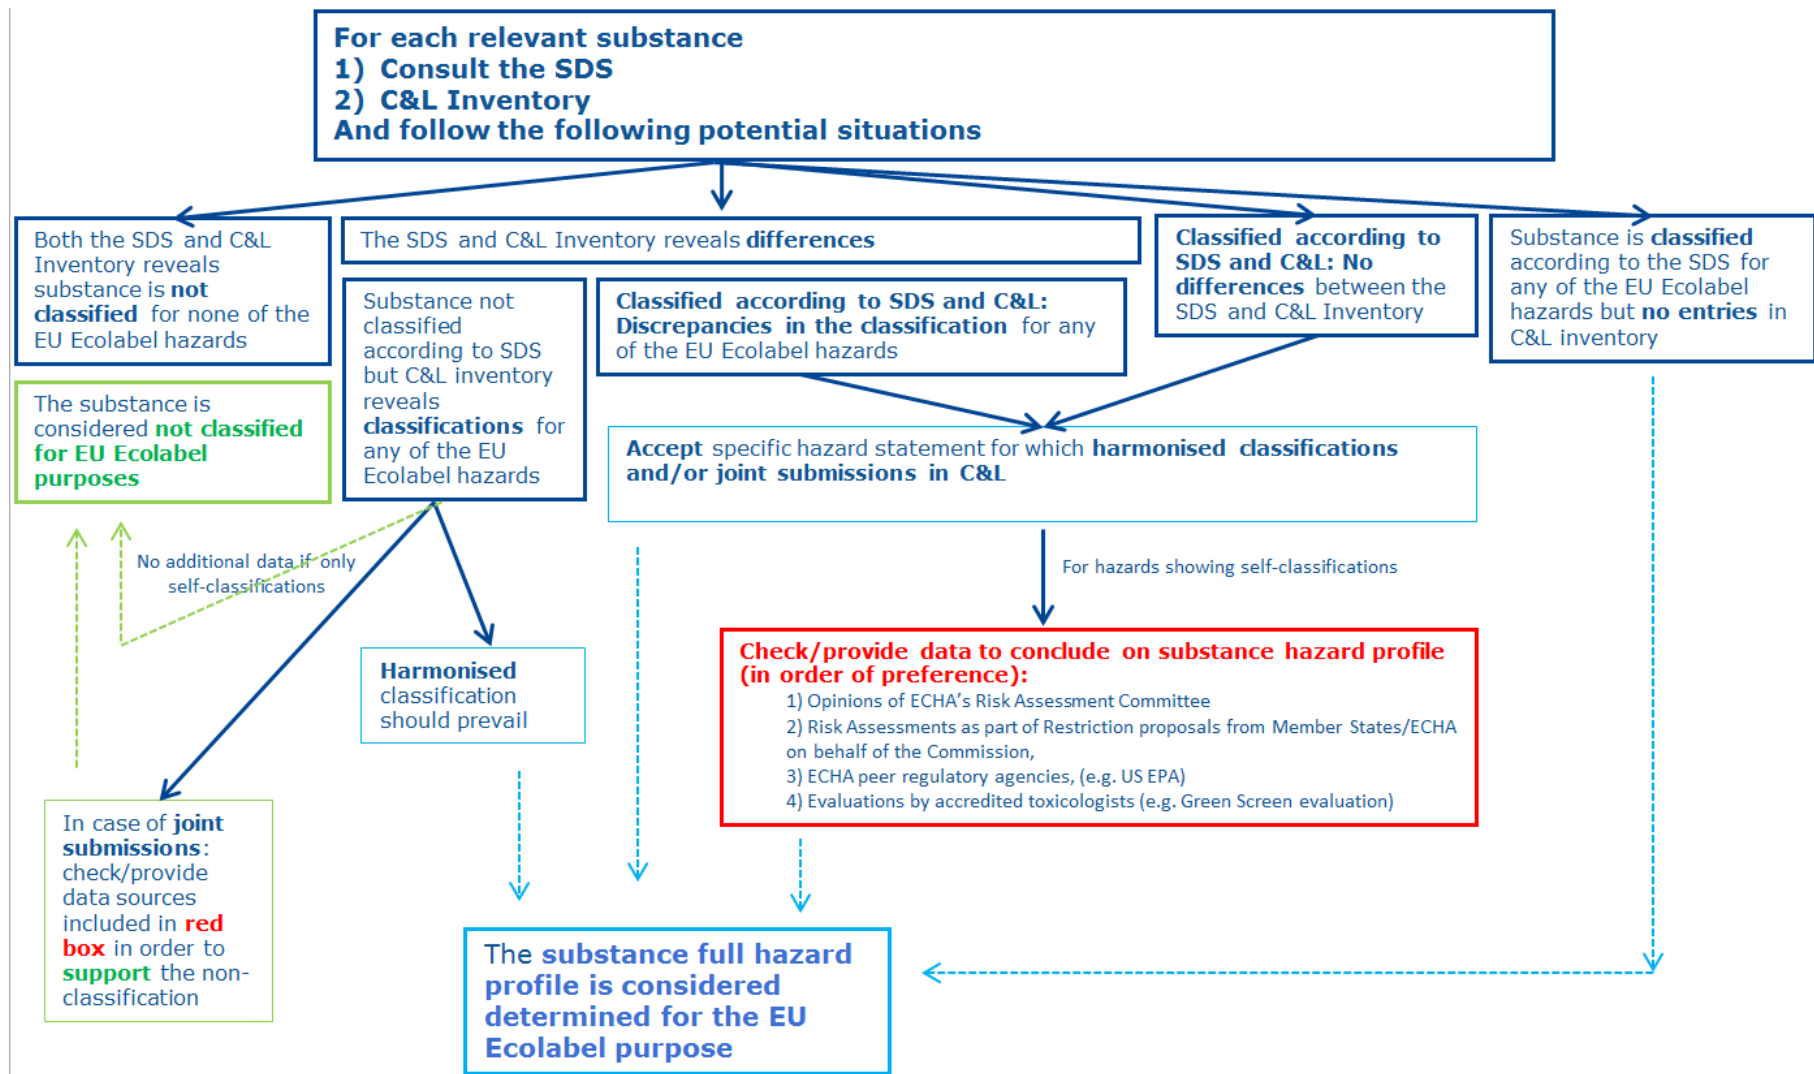 For each relevant substance
1) Consult the SDS
2) C&L Inventory
And follow the following potential situations
Both the SDS and C&L
Inventory reveals
substance is not
classified for none of the
EU Ecolabel hazards
The SDS and C&L Inventory reveals differences
Classified according to
SDS and C&L: No
differences between the
SDS and C&L Inventory
Substance is classified
according to the SDS for
any of the EU Ecolabel
hazards but no entries in
C&L inventory
Substance not
classified
according to SDS
but C&L inventory
reveals
classifications for
any of the EU
Ecolabel hazards
Classified according to SDS and C&L:
Discrepancies in the classification for any
of the EU Ecolabel hazards
The substance is
considered not classified
for EU Ecolabel
purposes
Accept specific hazard statement for which harmonised classifications
and/or joint submissions in C&L
No additional data if only
self-classifications
For hazards showing self-classifications
Harmonised
classification
should prevail
Check/provide data to conclude on substance hazard profile
(in order of preference):
1) Opinions of ECHA's Risk Assessment Committee
2) Risk Assessments as part of Restriction proposals from Member States/ECHA
on behalf of the Commission,
3) ECHA peer regulatory agencies, (e.g. US EPA)
4) Evaluations by accredited toxicologists (e.g. Green Screen evaluation)
In case of joint
submissions:
check/provide
data sources
included in red
box in order to
support the non-
classification
The substance full hazard
profile is considered
determined for the EU
Ecolabel purpose